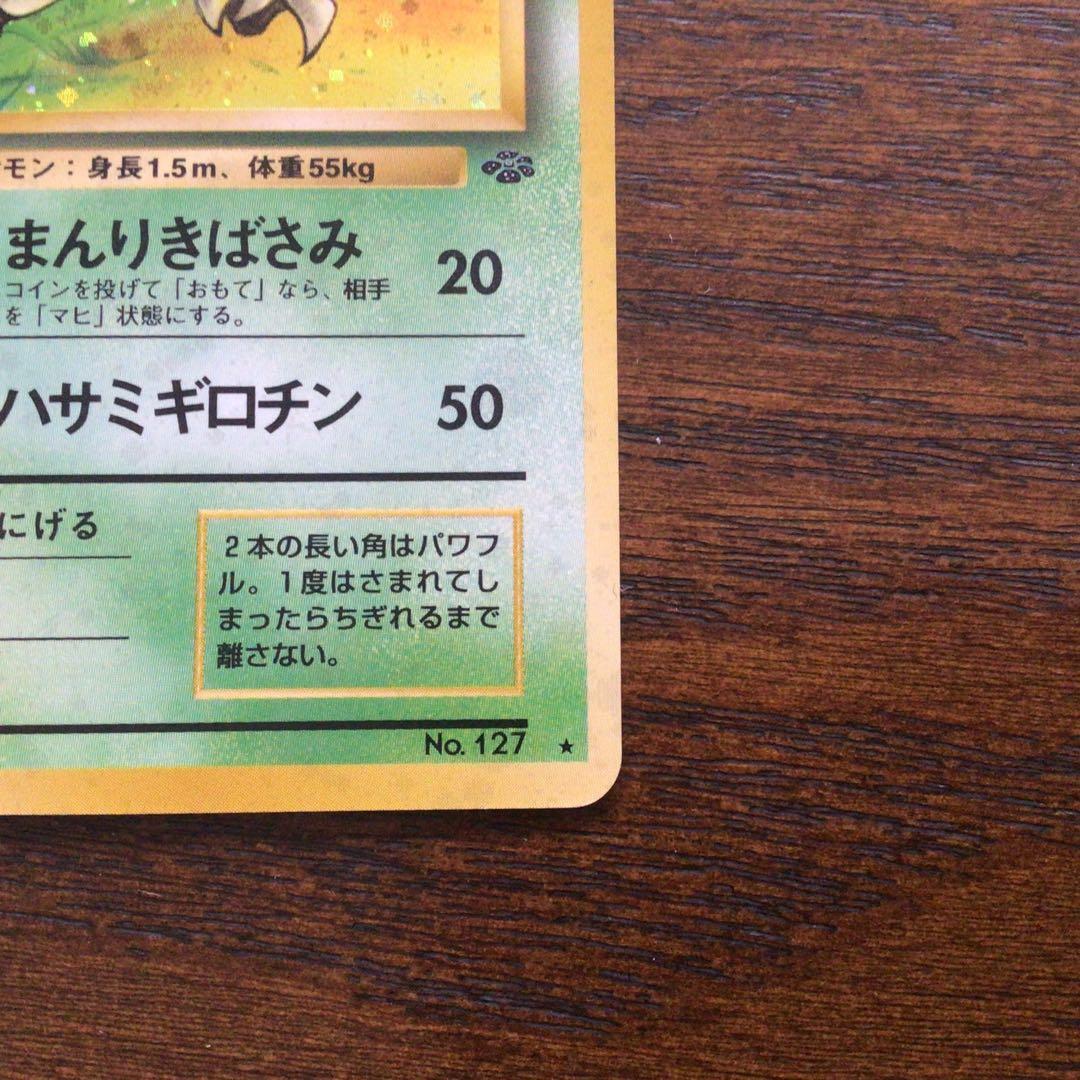 モン：身長1.5m、体重55kg
まんりきばさみ 20
コインを投げて「おもて」なら、相手
を「マヒ」状態にする。
ハサミギロチン 50
にげる
2本の長い角はパワフ
ル。1度はさまれてし
まったらちぎれるまで
離さない。
No. 127 ★